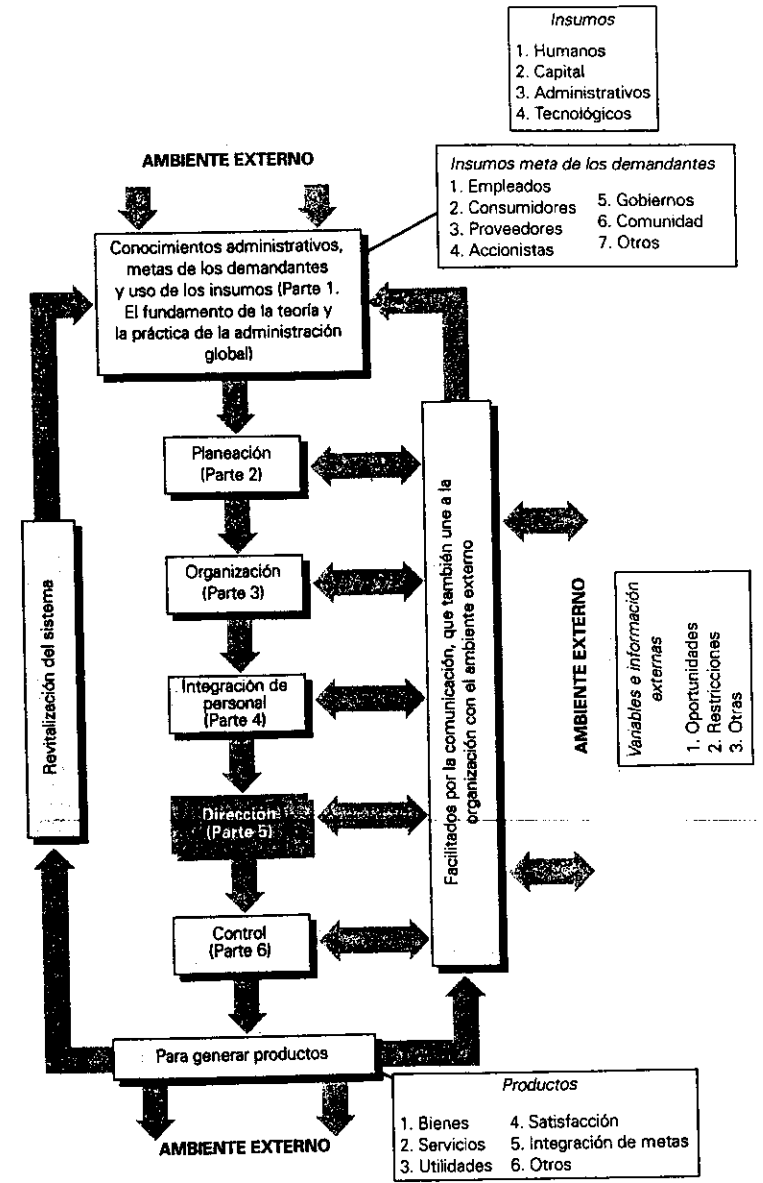 Insumos
1. Humanos
2. Capital
3. Administrativos
4. Tecnológicos
AMBIENTE EXTERNO
Insumos meta de los demandantes
1. Empleados
2. Consumidores
3. Proveedores
4. Accionistas
5. Gobiernos
6. Comunidad
7. Otros
Conocimientos administrativos,
metas de los demandantes
y uso de los insumos (Parte 1.
El fundamento de la teoría y
la práctica de la administración
global)
Planeación
(Parte 2)
Organización
(Parte 3)
Integración de
personal
(Parte 4)
Dirección
(Parte 5)
Control
(Parte 6)
Revitalización del sistema
Facilitados por la comunicación, que también une a la
organización con el ambiente externo
AMBIENTE EXTERNO
Variables e información
externas
1. Oportunidades
2. Restricciones
3. Otras
Para generar productos
AMBIENTE EXTERNO
Productos
1. Bienes
2. Servicios
3. Utilidades
4. Satisfacción
5. Integración de metas
6. Otros